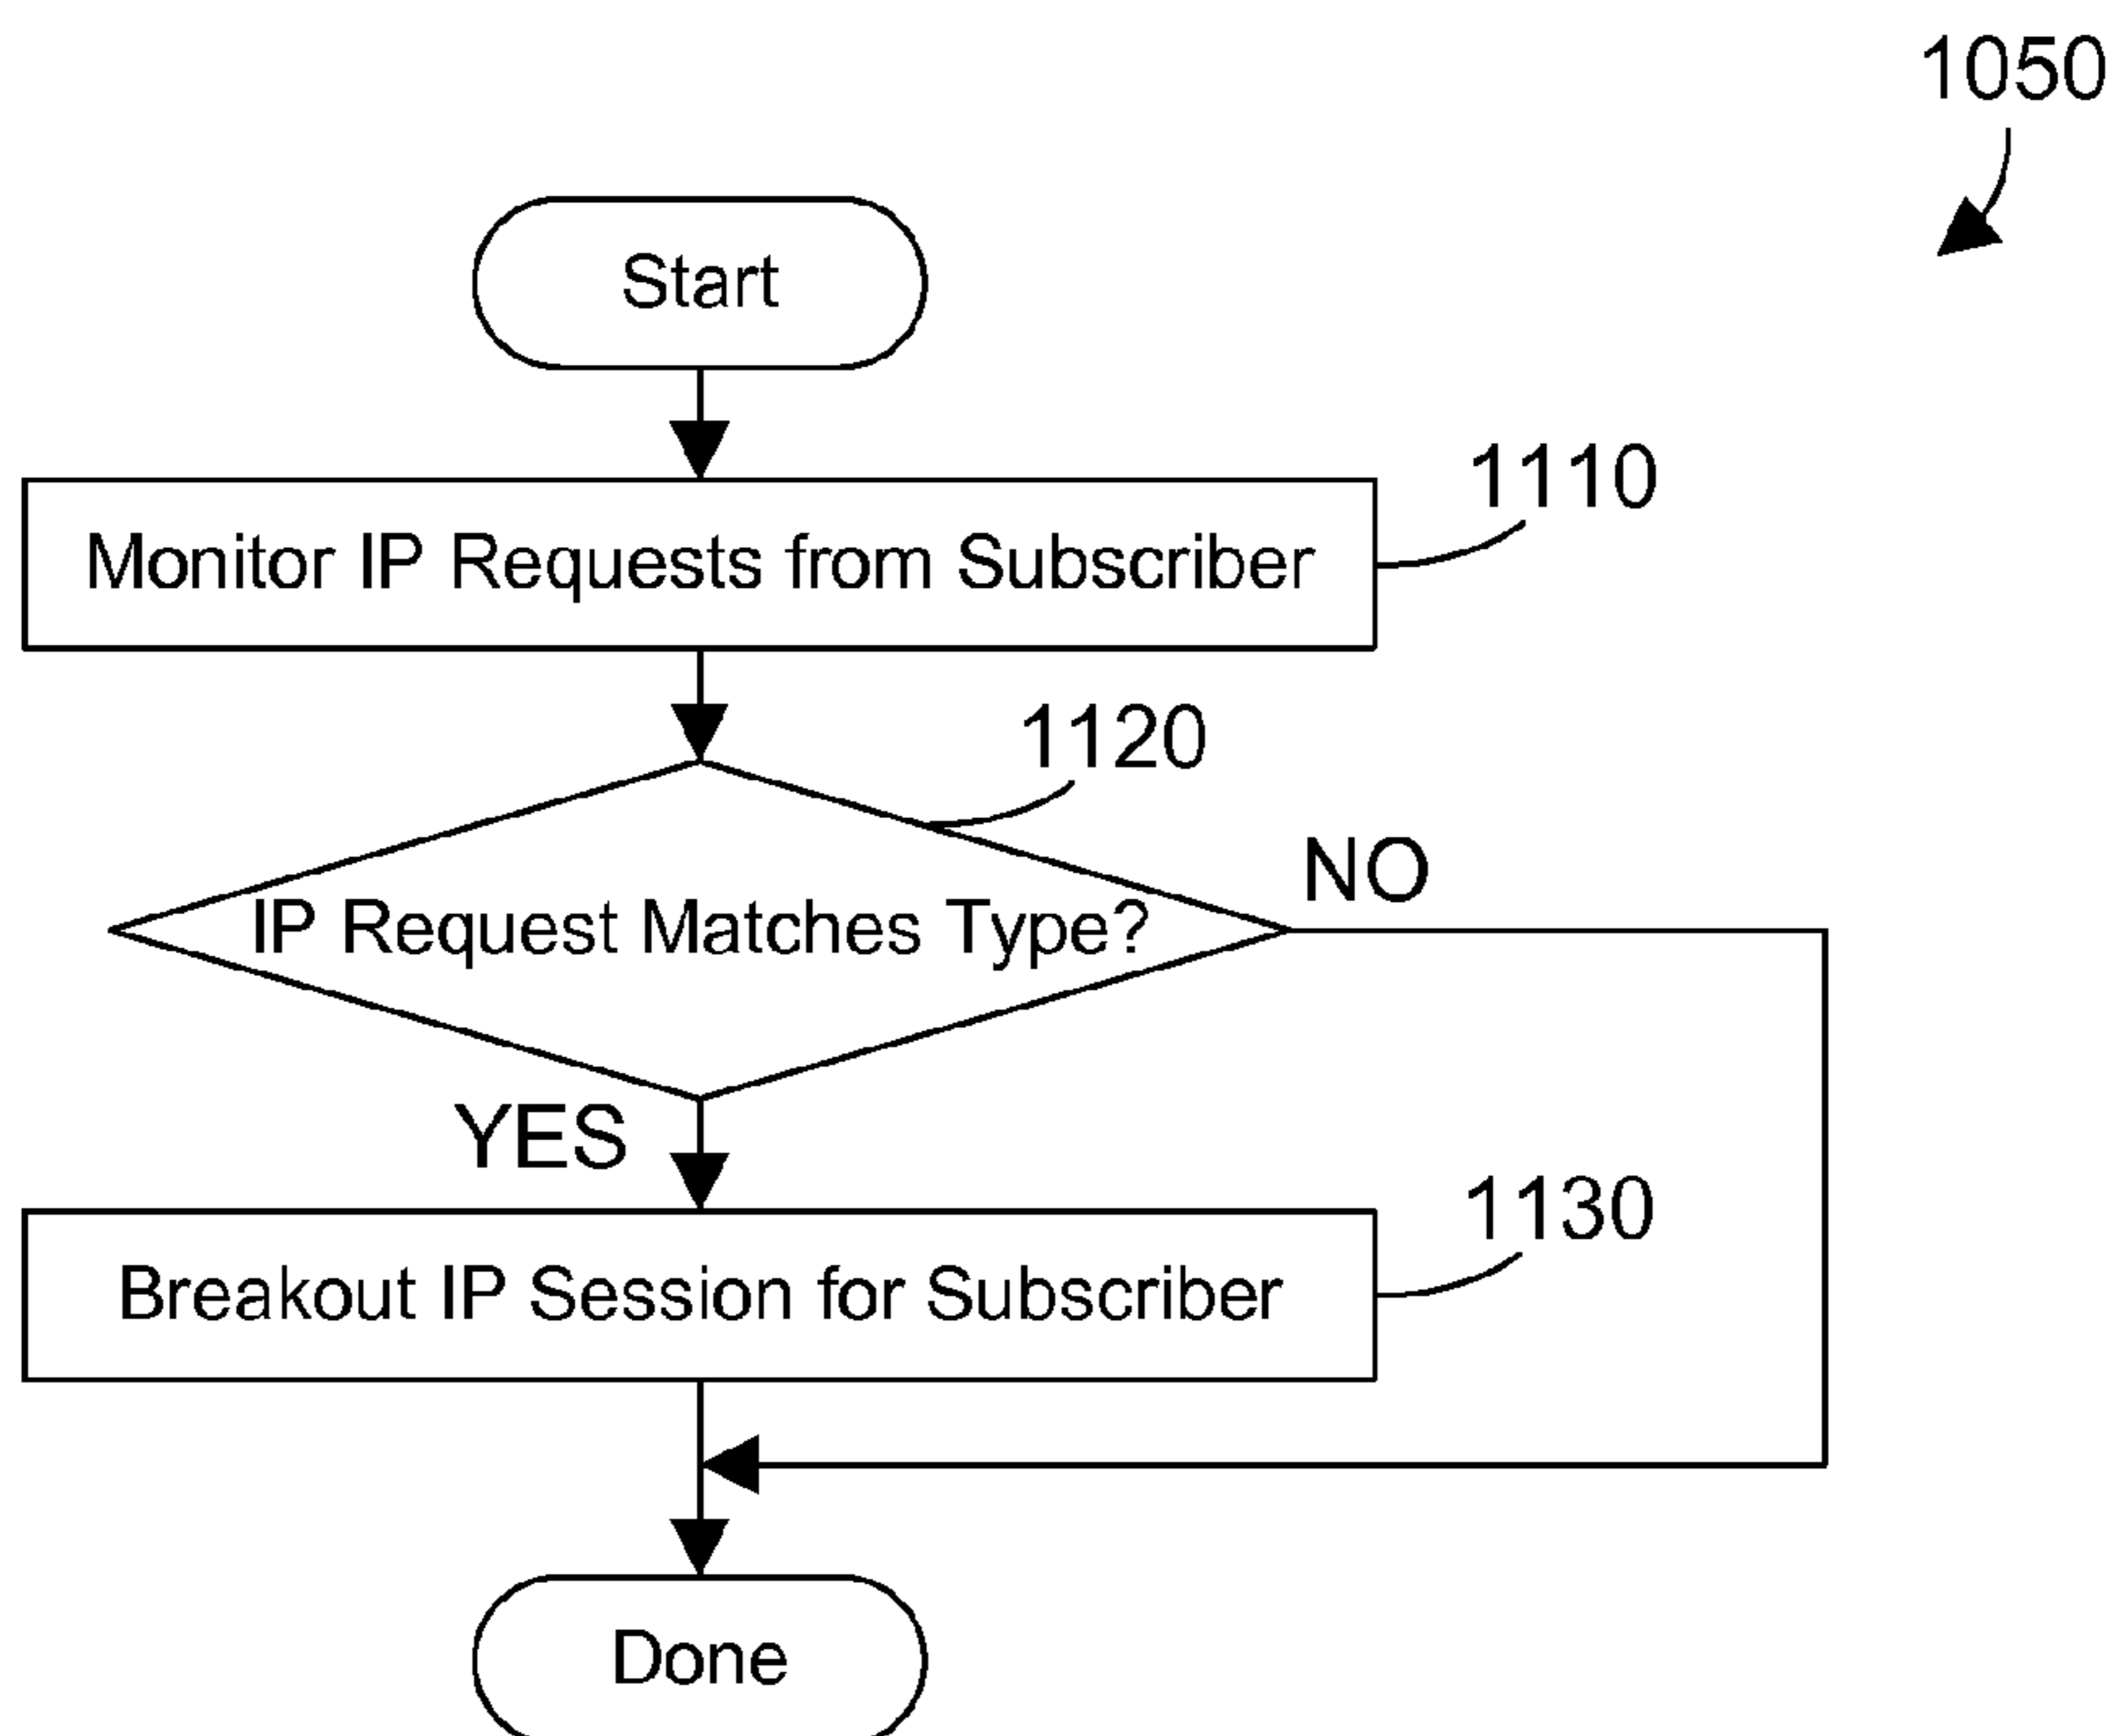 1050
Start
1110
Monitor IP Requests from Subscriber
1120
NO
IP Request Matches Type?
YES
1130
Breakout IP Session for Subscriber
Done